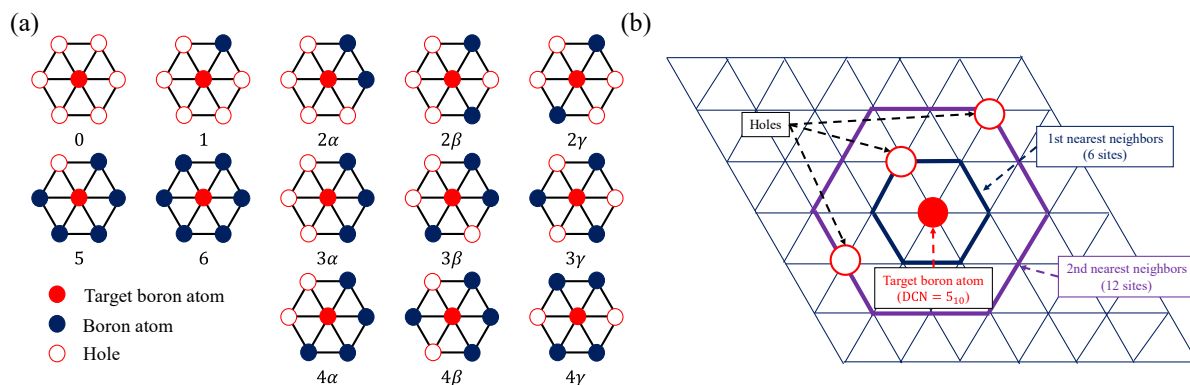 (a)
0
1
2α
2β
2γ
5
6
3α
3β
3γ
4α
4β
4γ
Target boron atom
Boron atom
Hole
(b)
Holes
1st nearest neighbors
(6 sites)
Target boron atom
(DCN = 5₁₀)
2nd nearest neighbors
(12 sites)